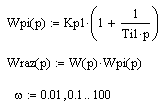 Wpi(p) := Kp1·(1 + 1/(Ti1·p))
Wraz(p) := W(p)·Wpi(p)
ω := 0.01, 0.1.. 100